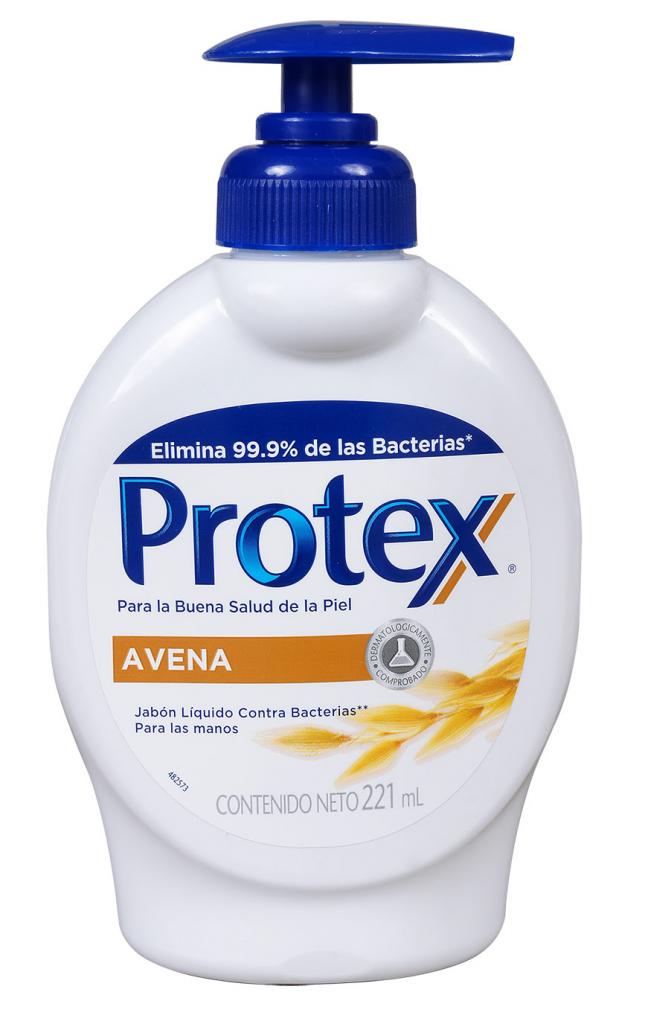 Elimina 99.9% de las Bacterias*
Protex®
Para la Buena Salud de la Piel
AVENA
DERMATOLOGICAMENTE
COMPROBADO
Jabón Líquido Contra Bacterias**
Para las manos
482573
CONTENIDO NETO 221 mL